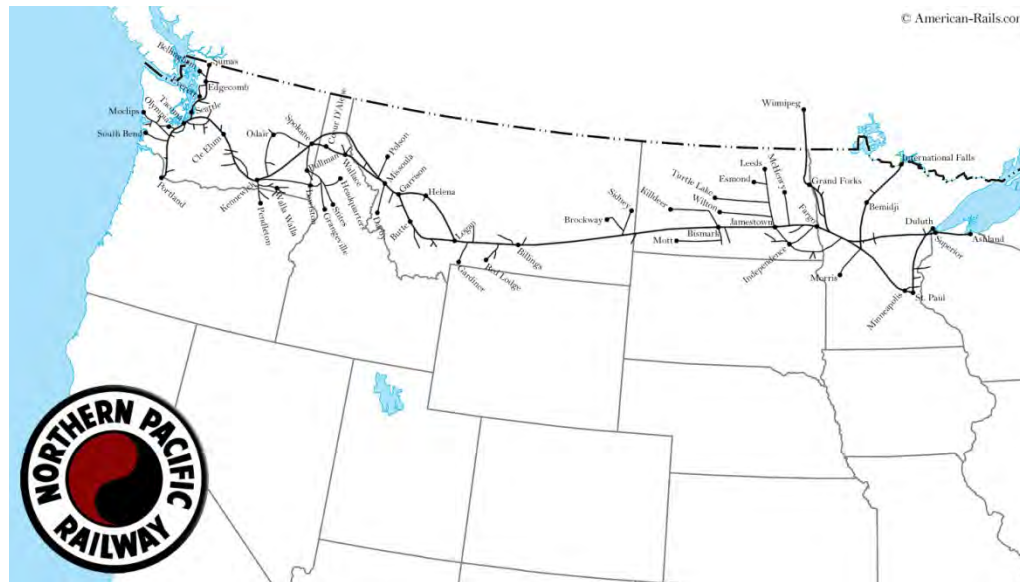 © American-Rails.com
Bellingham
Sumas
Edgecomb
Everett
Seattle
Tacoma
Olympia
Moclips
South Bend
Portland
Cle Elum
Odair
Spokane
Coeur D'Alene
Pullman
Wallace
Polson
Missoula
Garrison
Helena
Kennewick
Pendleton
Walla Walla
Headquarters
Stites
Grangeville
Butte
Logan
Gardiner
Red Lodge
Billings
Brockway
Sidney
Killdeer
Mott
Bismark
Wilton
Turtle Lake
Esmond
Leeds
McHenry
Jamestown
Independence
Fargo
Grand Forks
Winnipeg
International Falls
Bemidji
Duluth
Superior
Ashland
Morris
Minneapolis
St. Paul
NORTHERN PACIFIC
RAILWAY